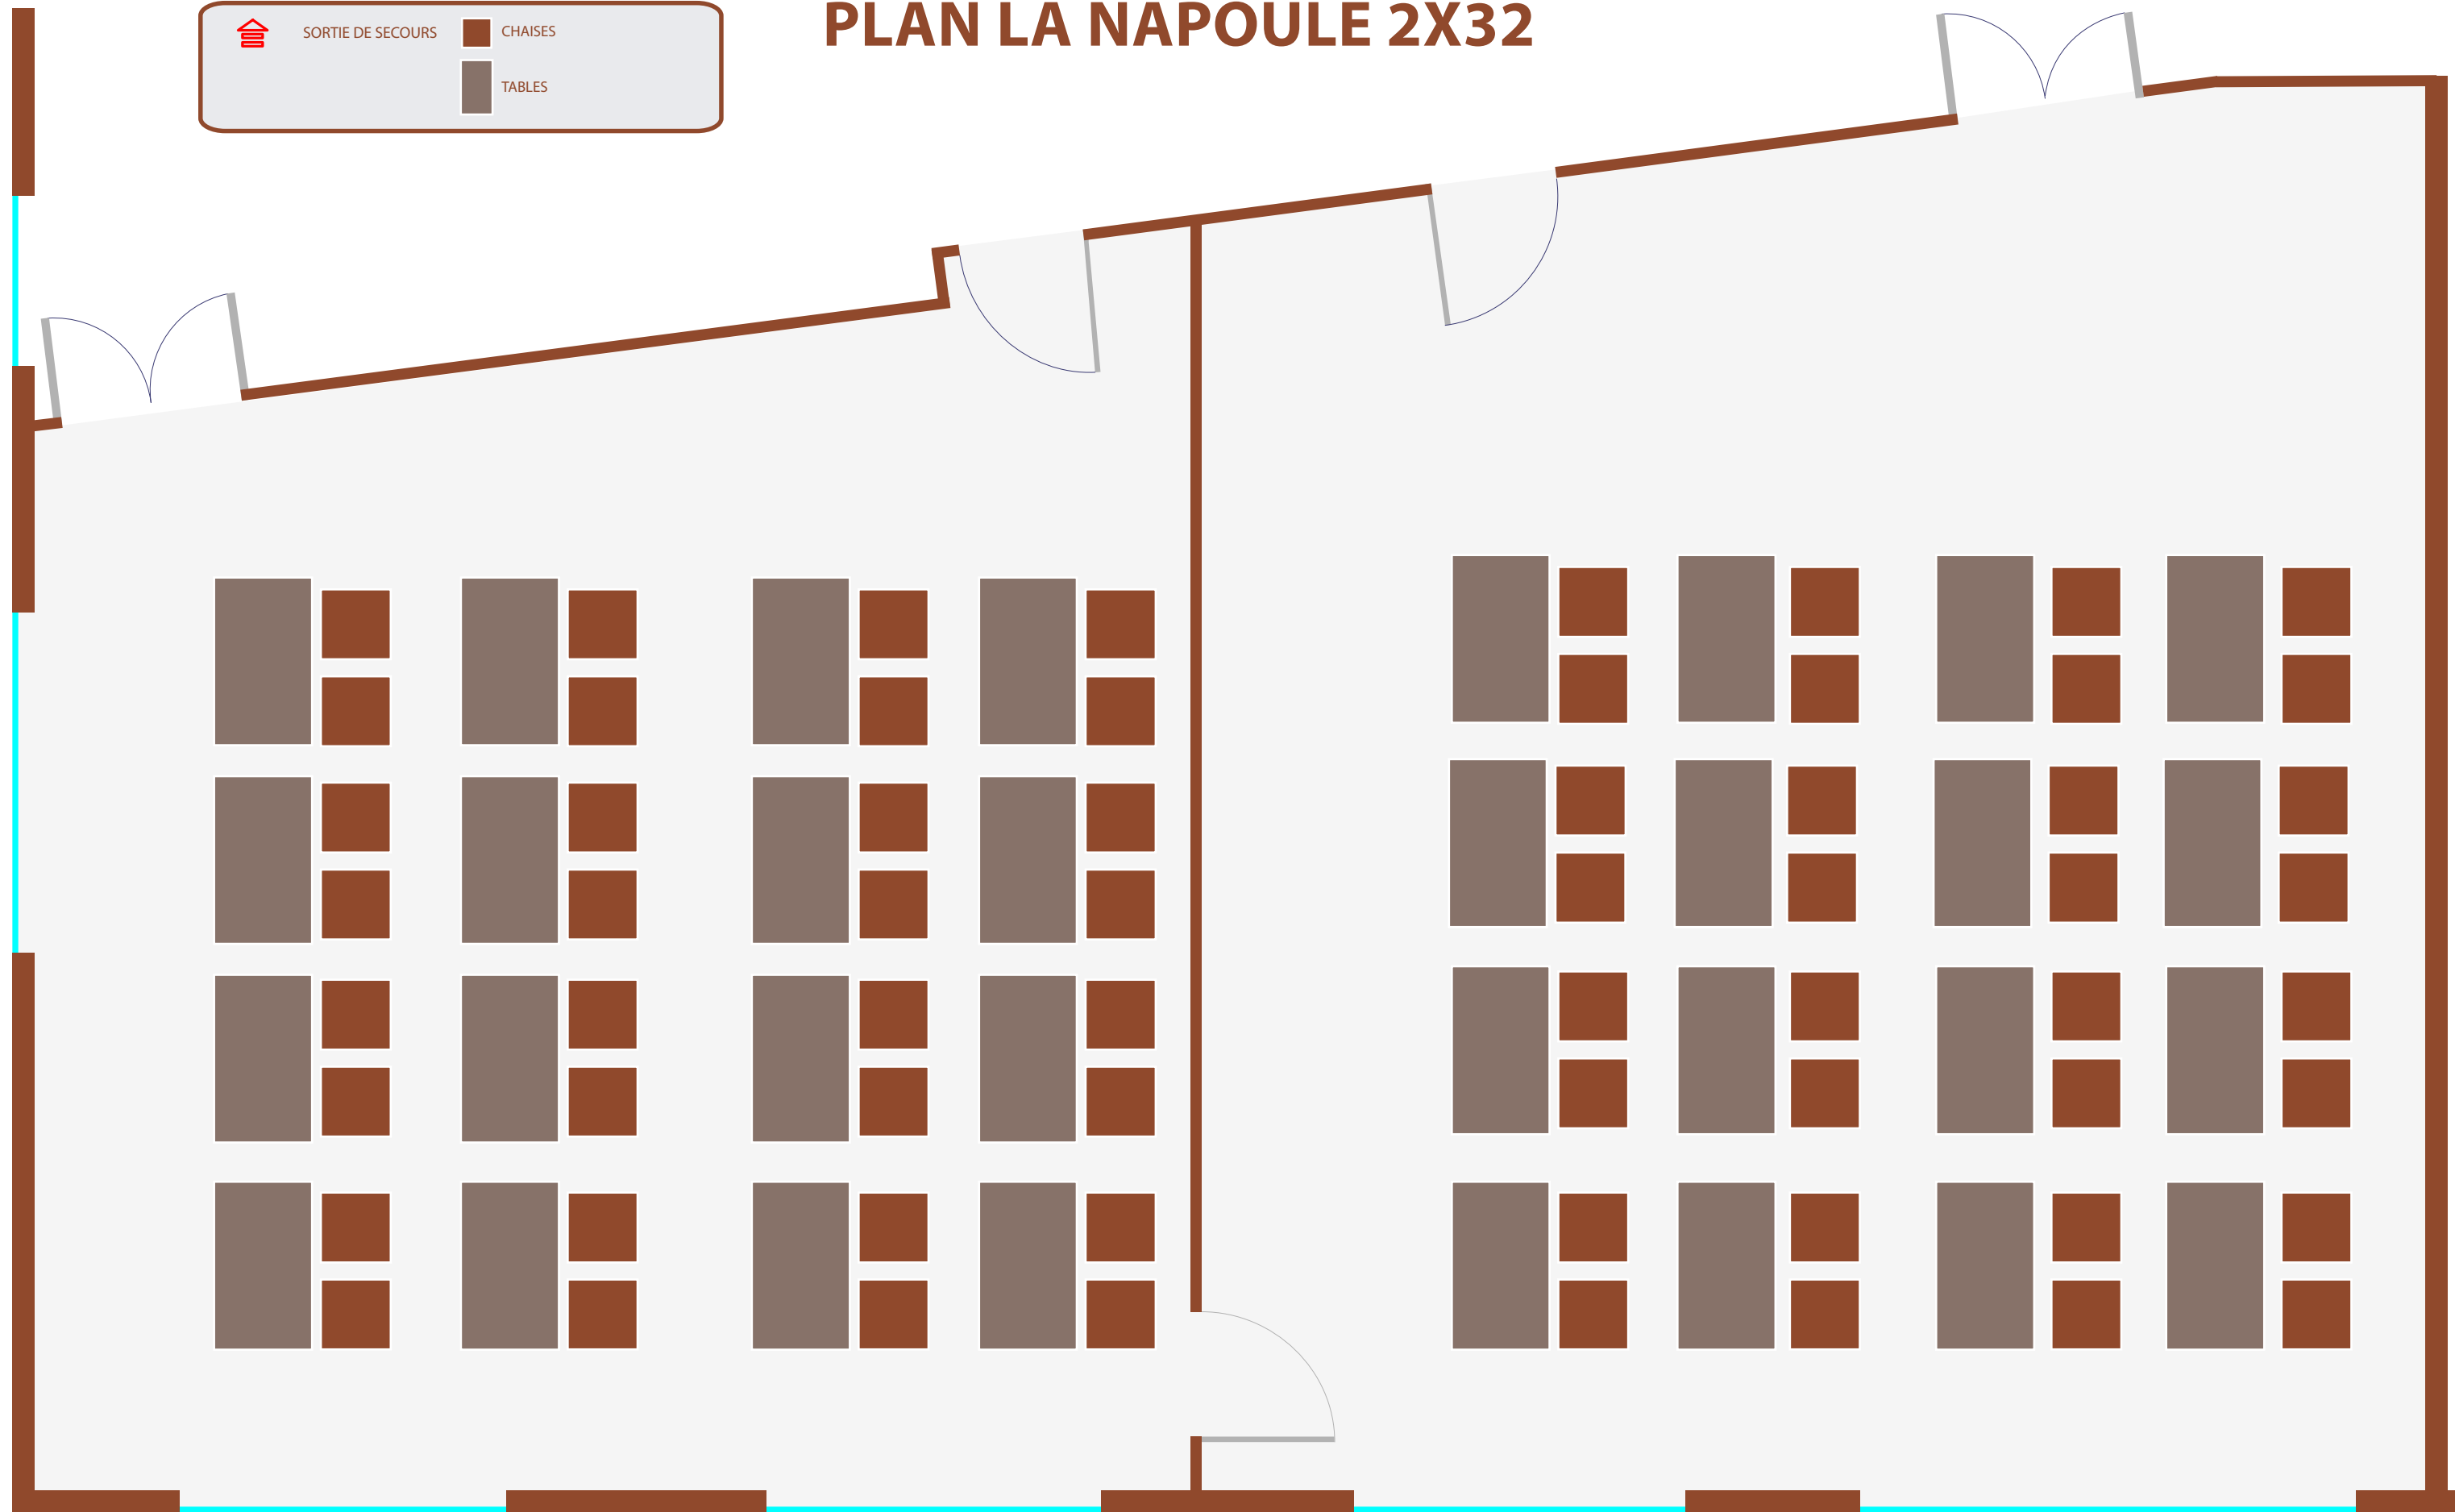 PLAN LA NAPOULE 2X32
SORTIE DE SECOURS
CHAISES
TABLES